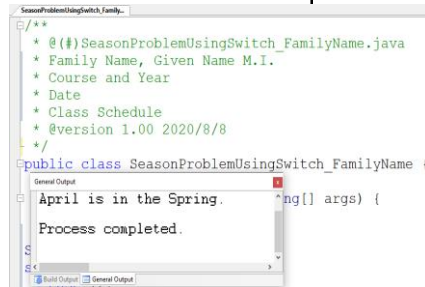 SeasonProblemUsingSwitch_Family...
/**
* @(#)SeasonProblemUsingSwitch_FamilyName.java
* Family Name, Given Name M.I.
* Course and Year
* Date
* Class Schedule
* @version 1.00 2020/8/8
*/
public class SeasonProblemUsingSwitch_FamilyName {
General Output
ng[] args) {
April is in the Spring.
Process completed.
Build Output
General Output